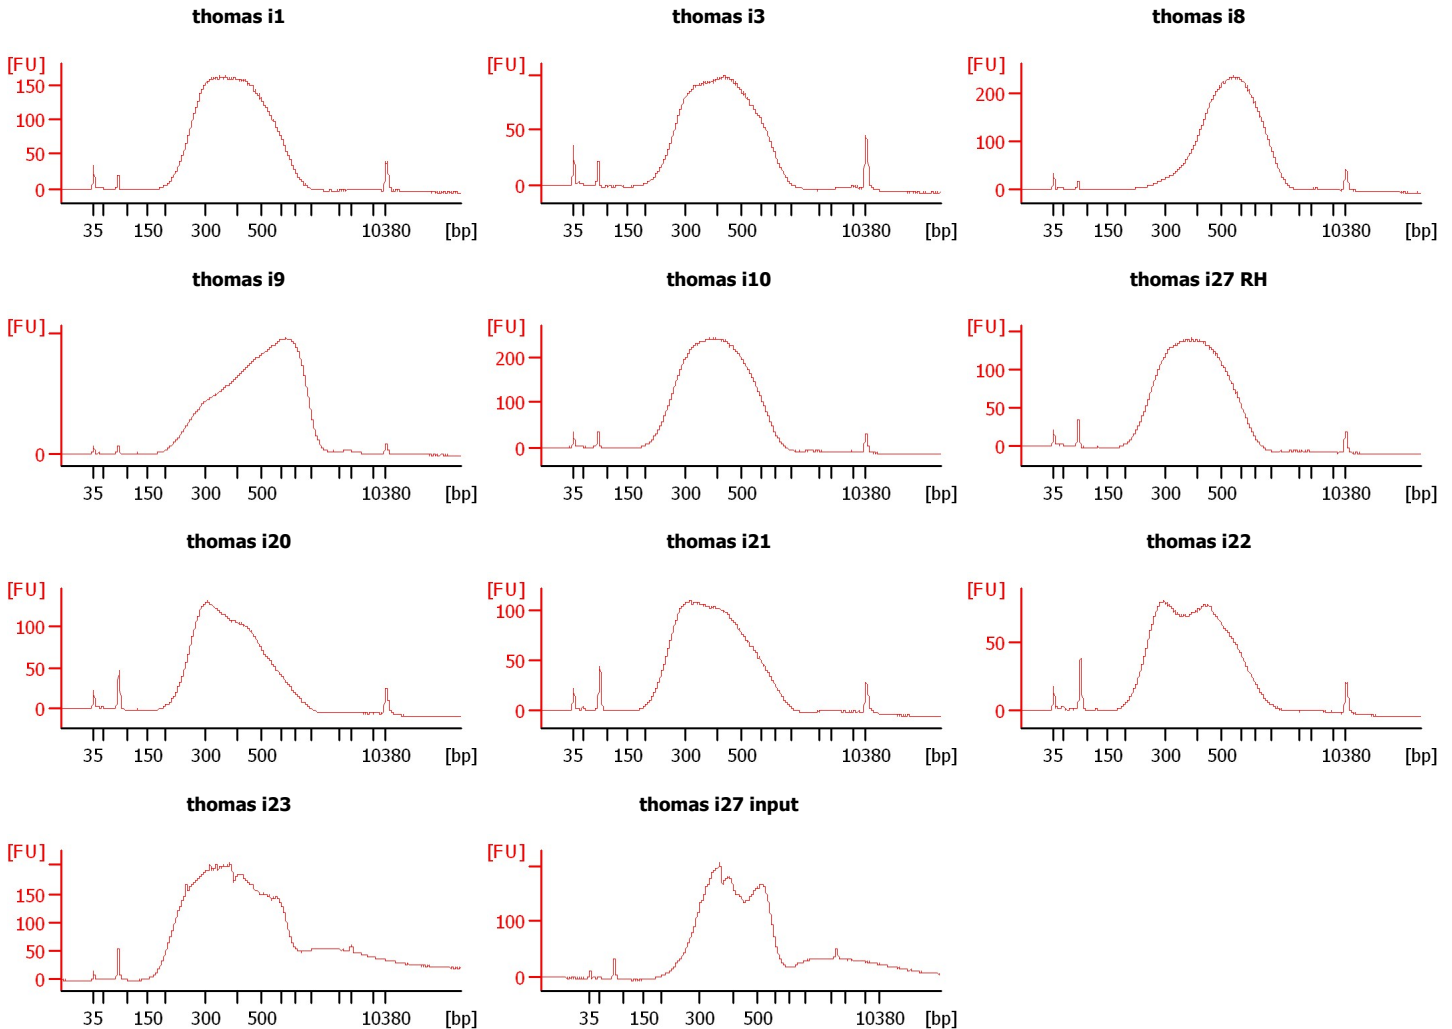 thomas i1 thomas i3 thomas i8
[FU] [FU] [FU]
150 200
100 50 100
50
0 0 0
35 150 300 500 10380 [bp] 35 150 300 500 10380 [bp] 35 150 300 500 10380 [bp]
thomas i9 thomas i10 thomas i27 RH
[FU] [FU] [FU]
200 100
100 50
0 0 0
35 150 300 500 10380 [bp] 35 150 300 500 10380 [bp] 35 150 300 500 10380 [bp]
thomas i20 thomas i21 thomas i22
[FU] [FU] [FU]
100 100 50
50 50
0 0 0
35 150 300 500 10380 [bp] 35 150 300 500 10380 [bp] 35 150 300 500 10380 [bp]
thomas i23 thomas i27 input
[FU] [FU]
150
100 100
50
0 0
35 150 300 500 10380 [bp] 35 150 300 500 10380 [bp]